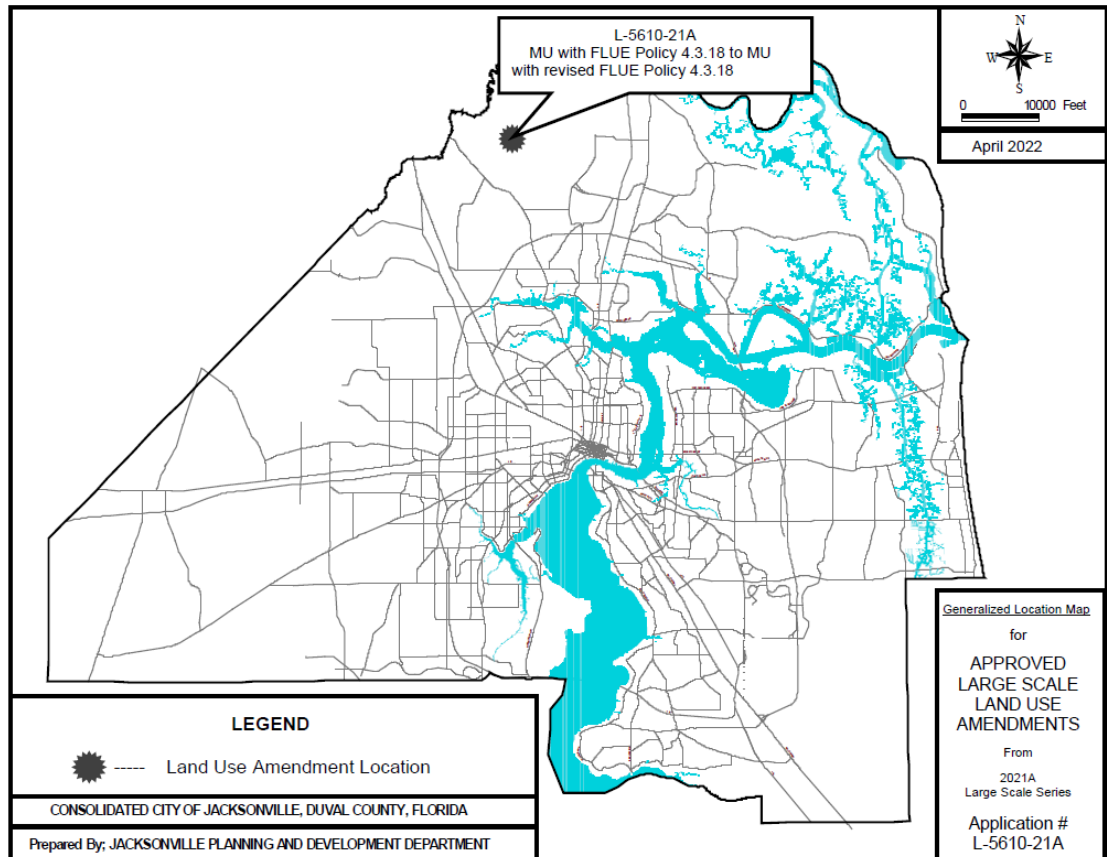 L-5610-21A
MU with FLUE Policy 4.3.18 to MU
with revised FLUE Policy 4.3.18
N
W
E
S
0 10000 Feet
April 2022
Generalized Location Map
for
APPROVED
LARGE SCALE
LAND USE
AMENDMENTS
From
2021A
Large Scale Series
Application #
L-5610-21A
LEGEND
----- Land Use Amendment Location
CONSOLIDATED CITY OF JACKSONVILLE, DUVAL COUNTY, FLORIDA
Prepared By; JACKSONVILLE PLANNING AND DEVELOPMENT DEPARTMENT